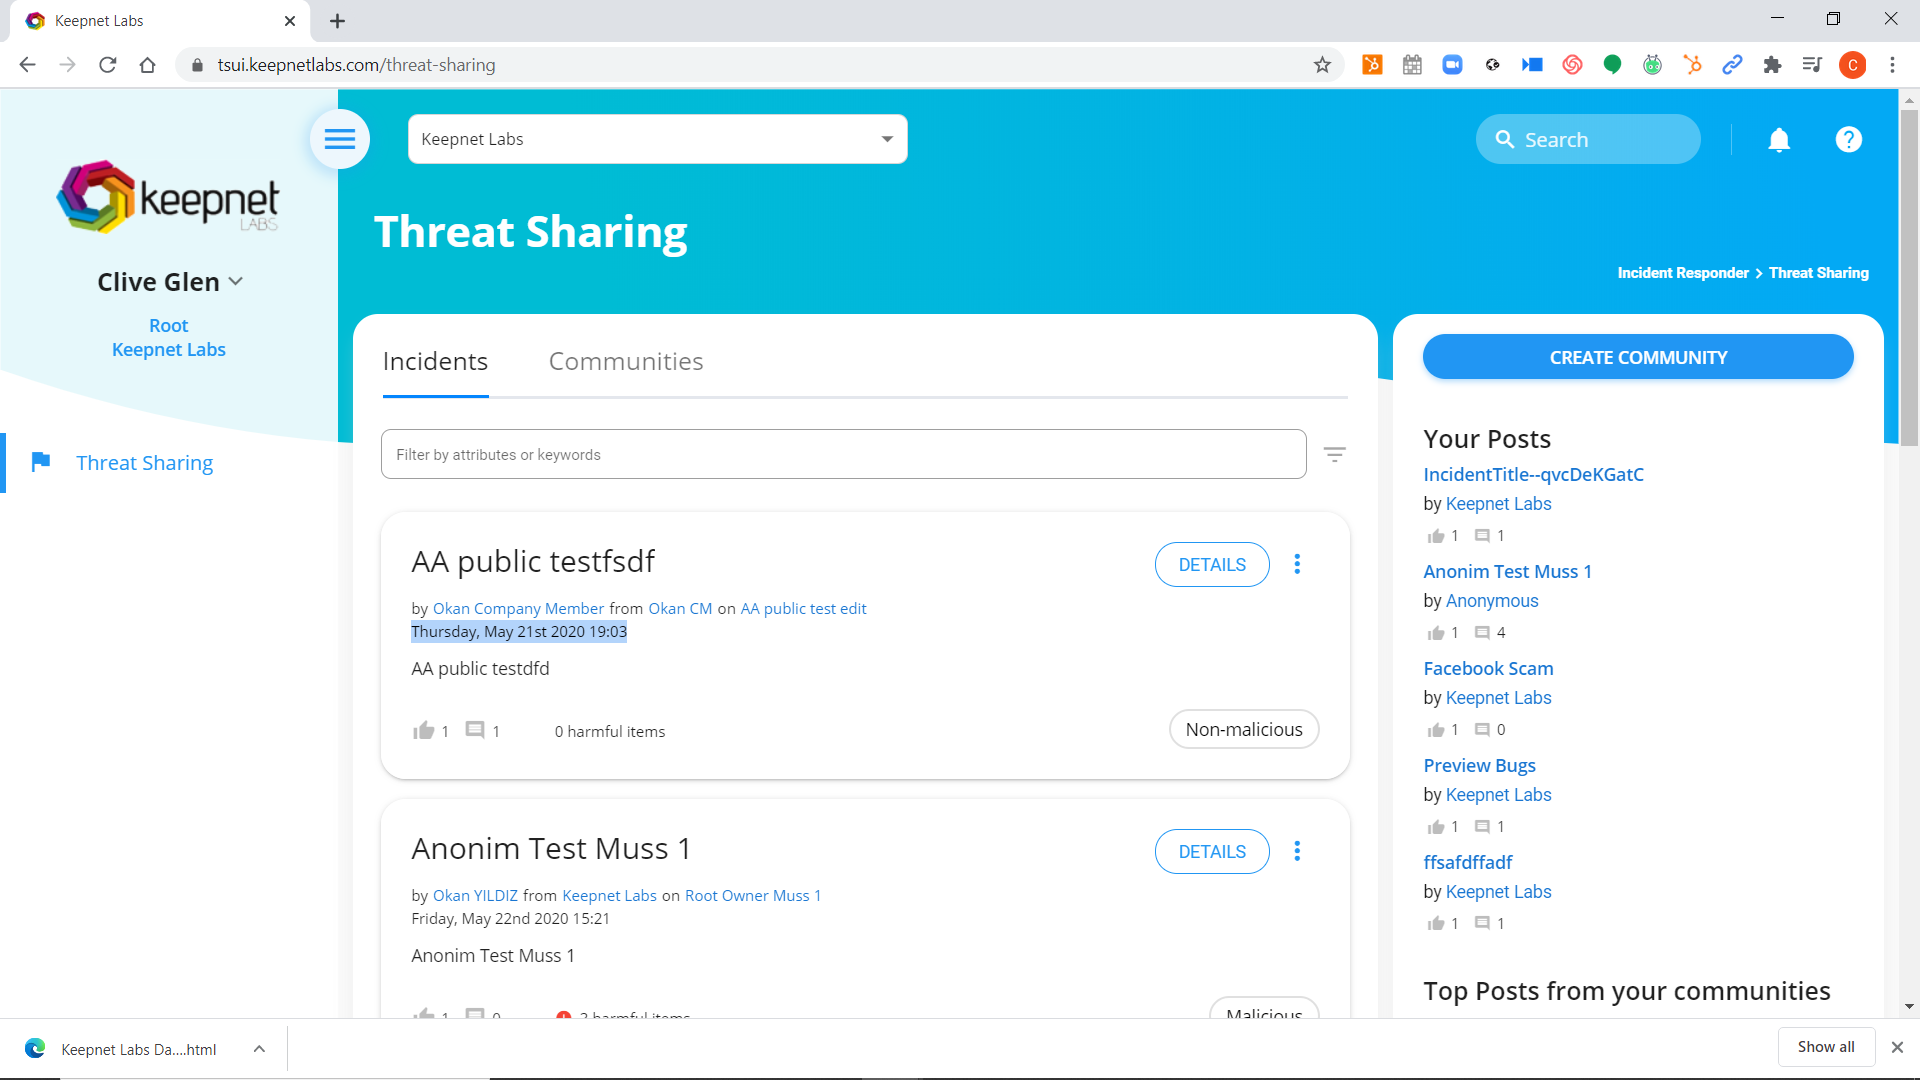 Keepnet Labs
tsui.keepnetlabs.com/threat-sharing
C
keepnet
LABS
Clive Glen
Root
Keepnet Labs
Threat Sharing
Keepnet Labs
Search
Threat Sharing
Incident Responder > Threat Sharing
Incidents Communities
Filter by attributes or keywords
AA public testfsdf
DETAILS
by Okan Company Member from Okan CM on AA public test edit
Thursday, May 21st 2020 19:03
AA public testdfd
1 1 0 harmful items
Non-malicious
Anonim Test Muss 1
DETAILS
by Okan YILDIZ from Keepnet Labs on Root Owner Muss 1
Friday, May 22nd 2020 15:21
Anonim Test Muss 1
1 0 harmful items
Malicious
CREATE COMMUNITY
Your Posts
IncidentTitle--qvcDeKGatC
by Keepnet Labs
1 1
Anonim Test Muss 1
by Anonymous
1 4
Facebook Scam
by Keepnet Labs
1 0
Preview Bugs
by Keepnet Labs
1 1
ffsafdffadf
by Keepnet Labs
1 1
Top Posts from your communities
Keepnet Labs Da....html
Show all